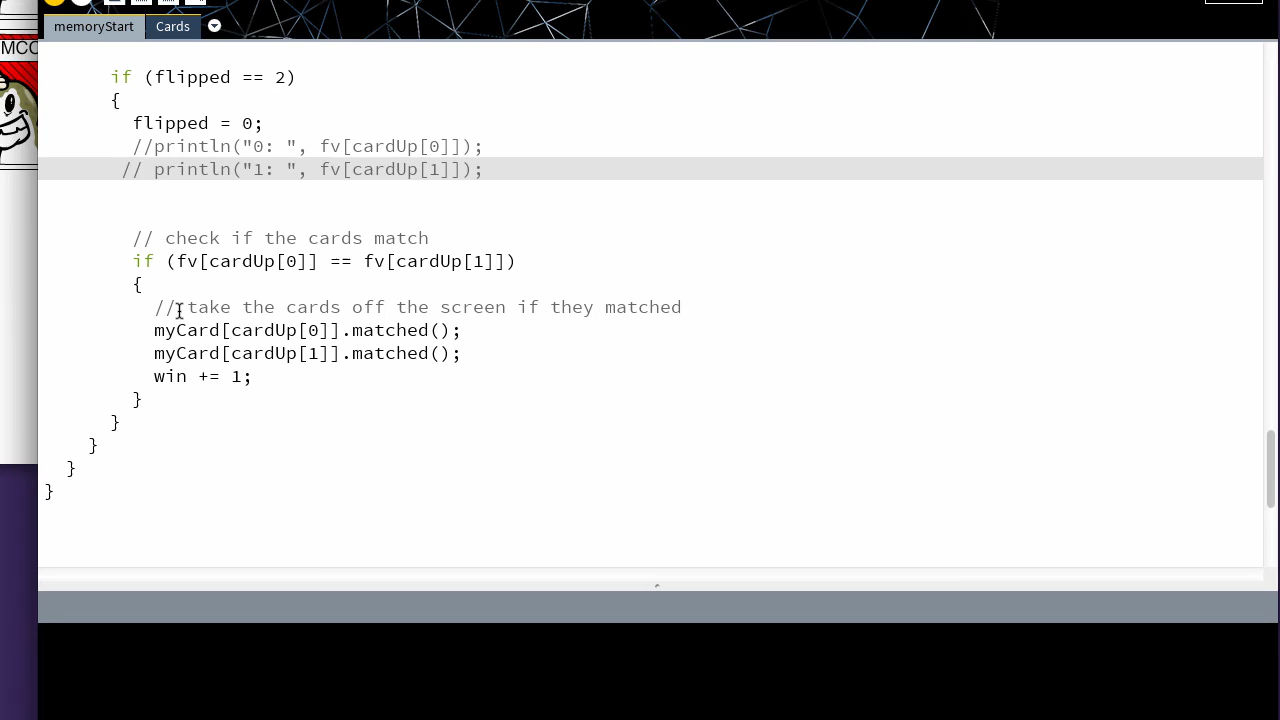 memoryStart Cards
MCC
if (flipped == 2)
{
flipped = 0;
//println("0: ", fv[cardUp[0]]);
// println("1: ", fv[cardUp[1]]);
// check if the cards match
if (fv[cardUp[0]] == fv[cardUp[1]])
{
// take the cards off the screen if they matched
myCard[cardUp[0]].matched();
myCard[cardUp[1]].matched();
win += 1;
}
}
}
}
}